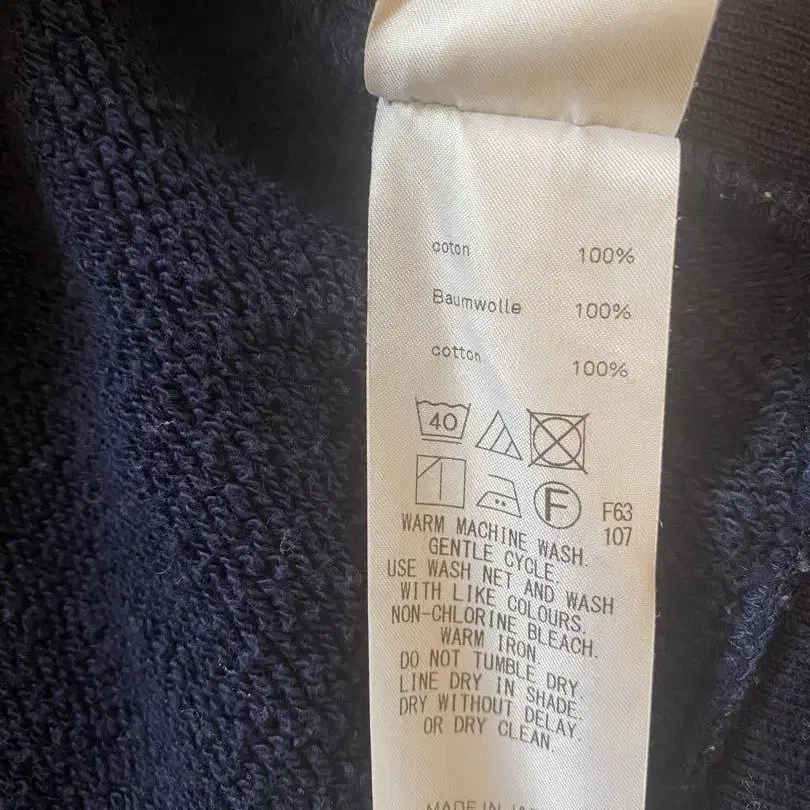 coton 100%
Baumwolle 100%
cotton 100%
40
F F63
107
WARM MACHINE WASH.
GENTLE CYCLE.
USE WASH NET AND WASH
WITH LIKE COLOURS.
NON-CHLORINE BLEACH.
WARM IRON.
DO NOT TUMBLE DRY.
LINE DRY IN SHADE.
DRY WITHOUT DELAY.
OR DRY CLEAN.
MADE IN